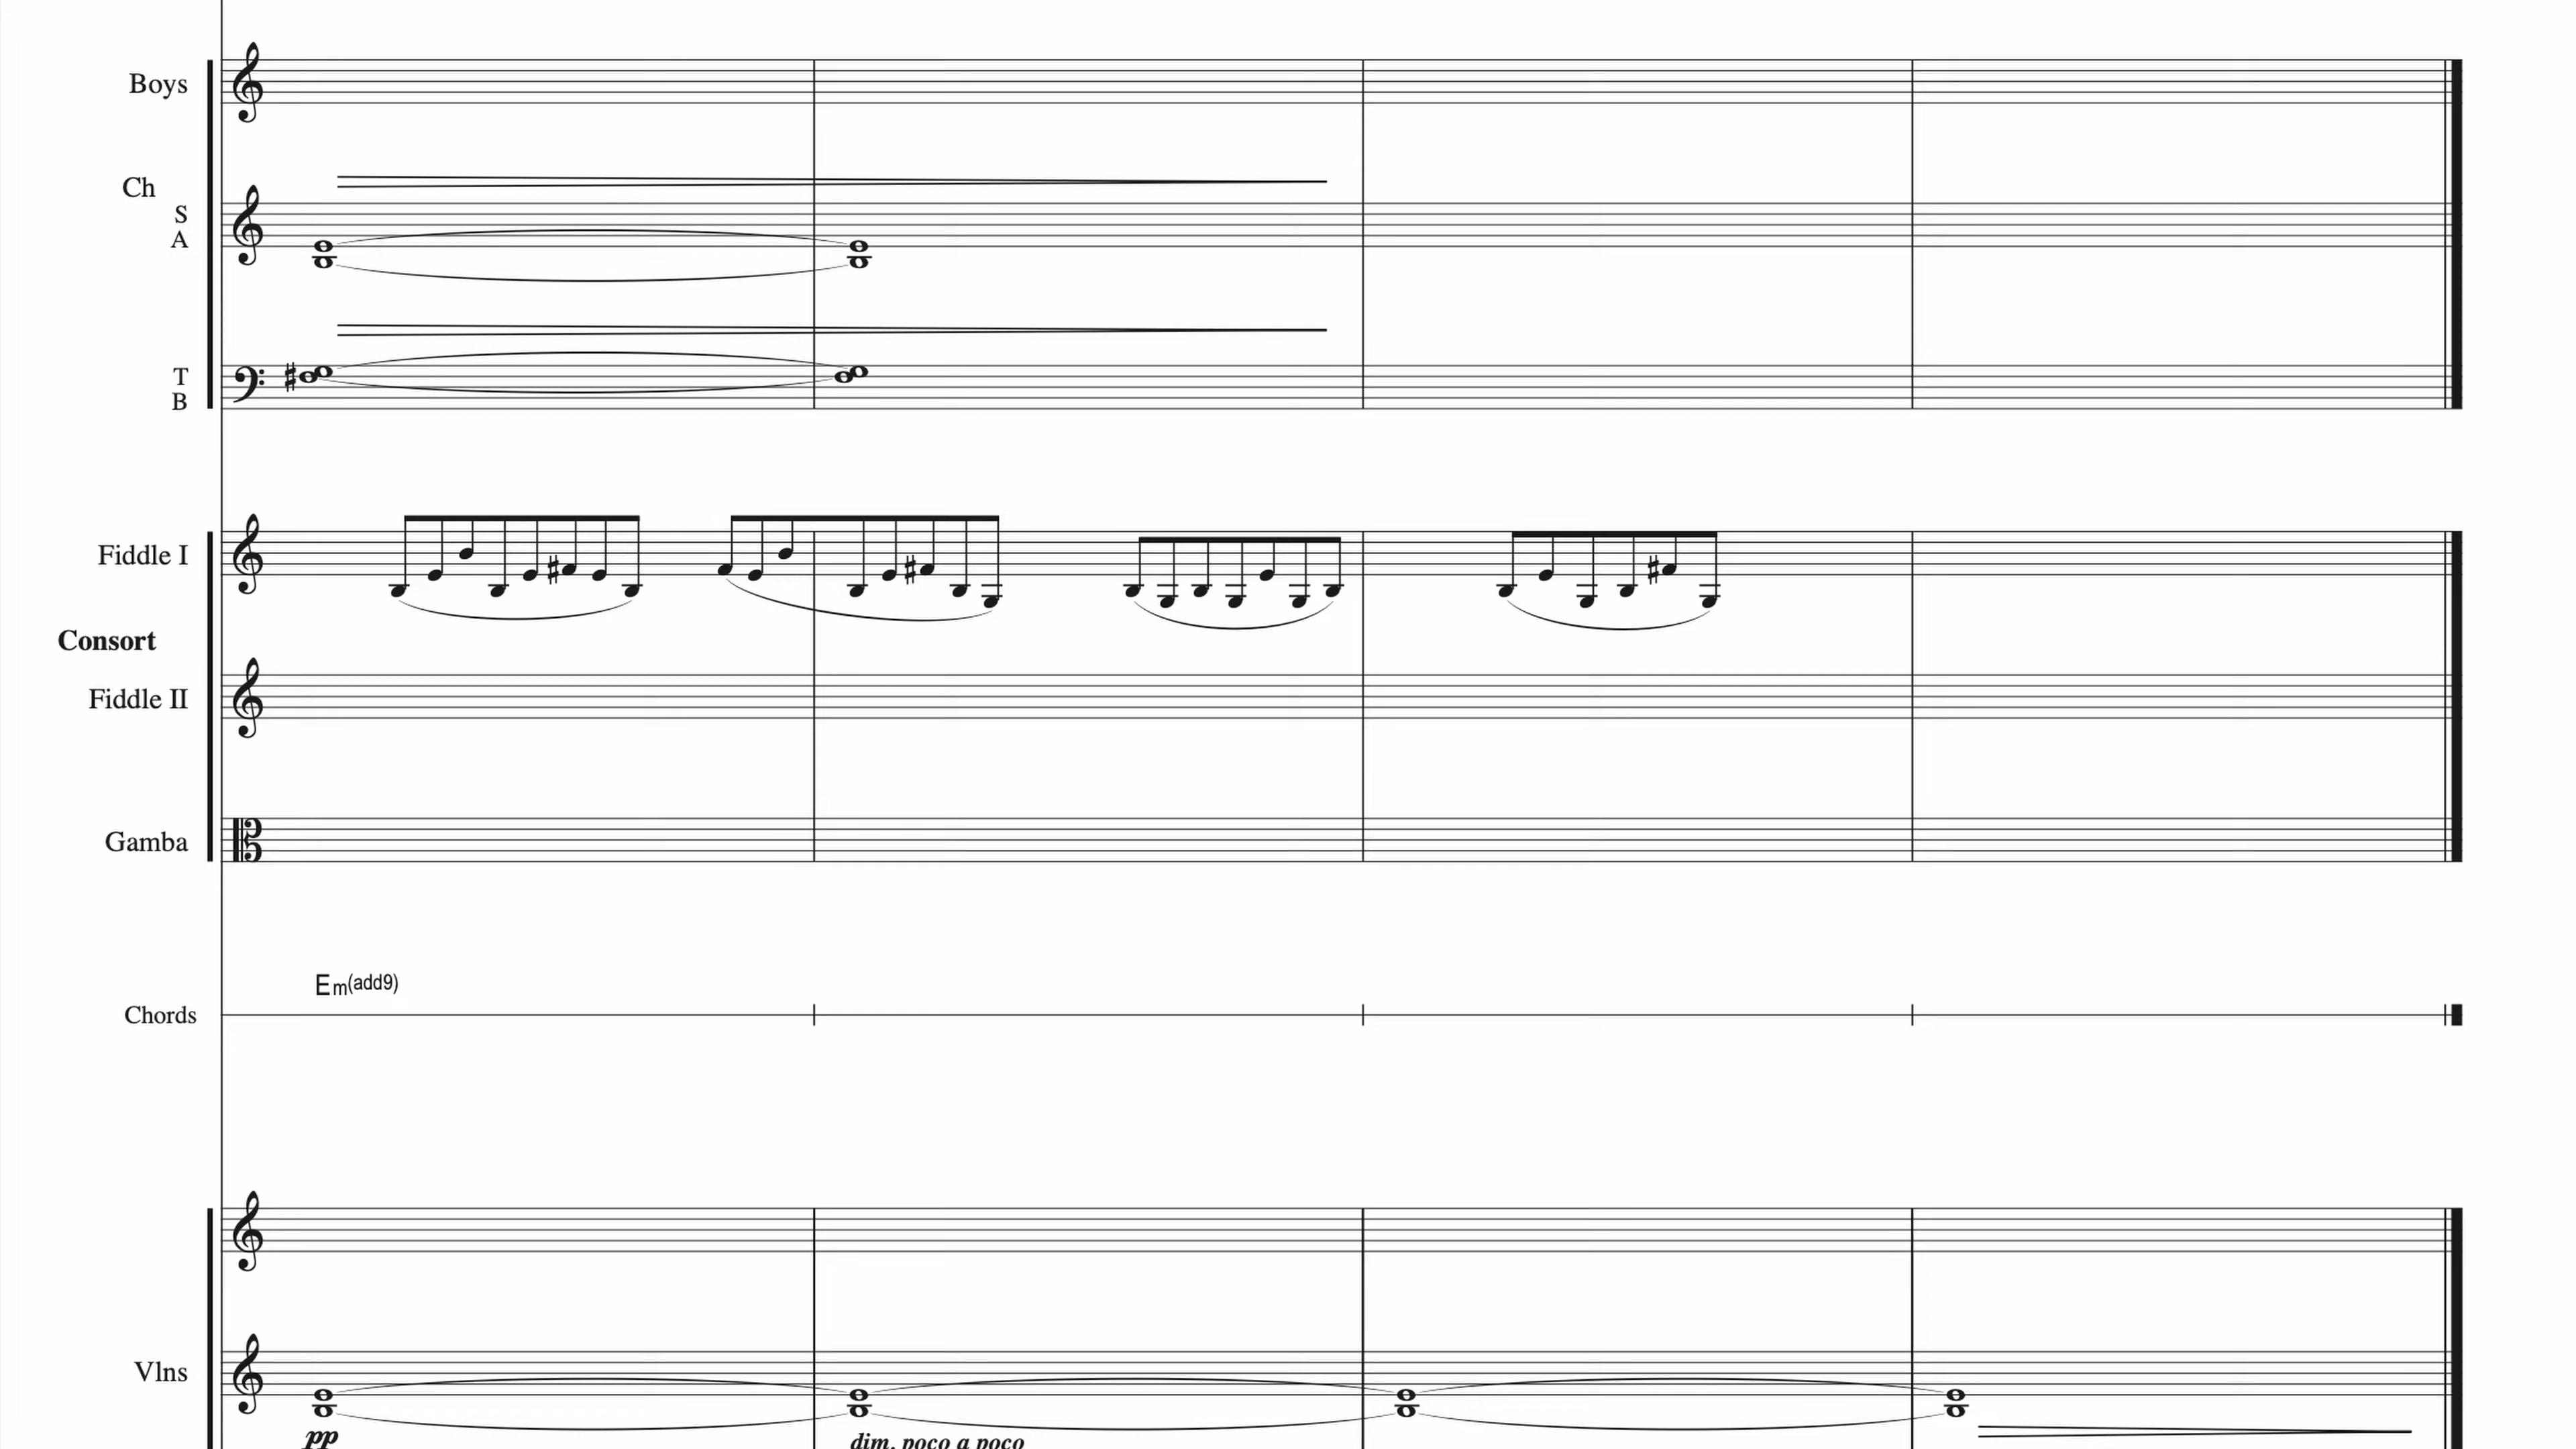 Boys
Ch
S
A
T
B
Fiddle I
Consort
Fiddle II
Gamba
Em(add9)
Chords
Vlns
pp
dim. poco a poco